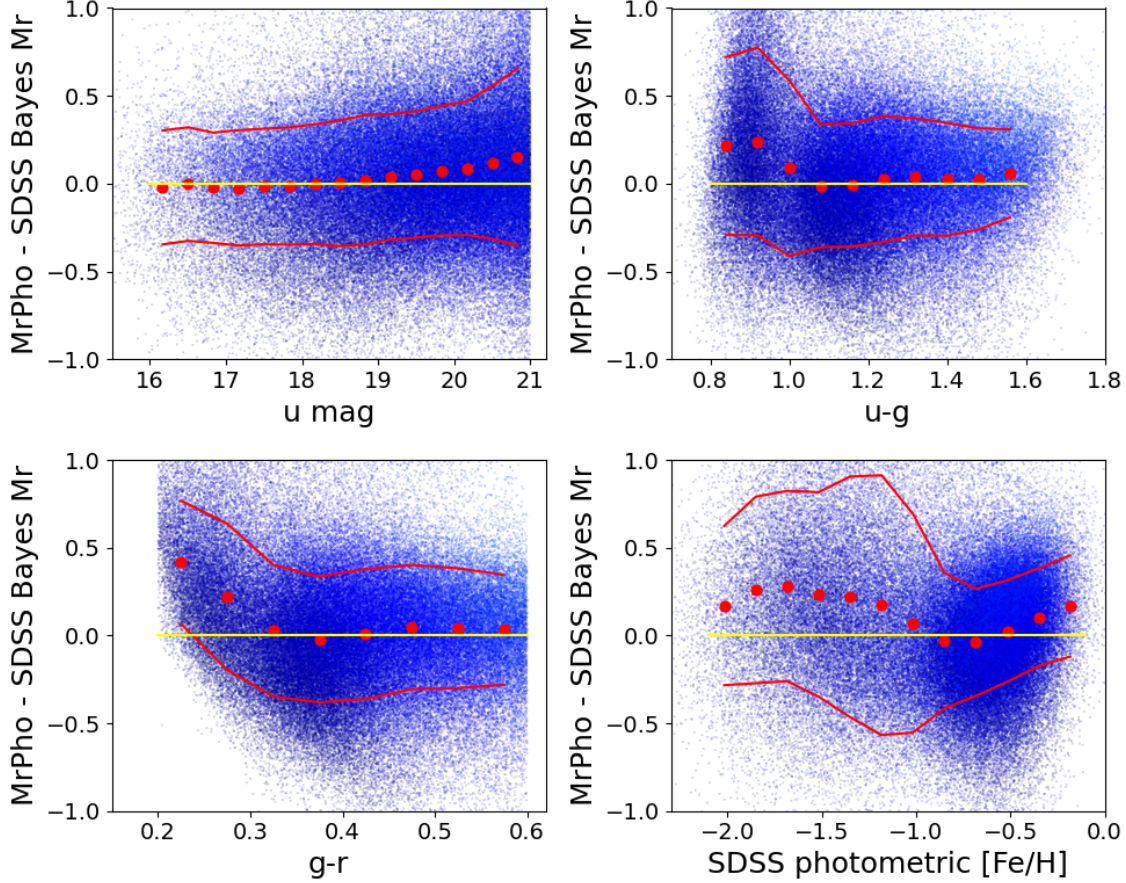 1.0
0.5
0.0
−0.5
−1.0
MrPho - SDSS Bayes Mr
16 17 18 19 20 21
u mag
1.0
0.5
0.0
−0.5
−1.0
MrPho - SDSS Bayes Mr
0.8 1.0 1.2 1.4 1.6 1.8
u-g
1.0
0.5
0.0
−0.5
−1.0
MrPho - SDSS Bayes Mr
0.2 0.3 0.4 0.5 0.6
g-r
1.0
0.5
0.0
−0.5
−1.0
MrPho - SDSS Bayes Mr
−2.0 −1.5 −1.0 −0.5 0.0
SDSS photometric [Fe/H]